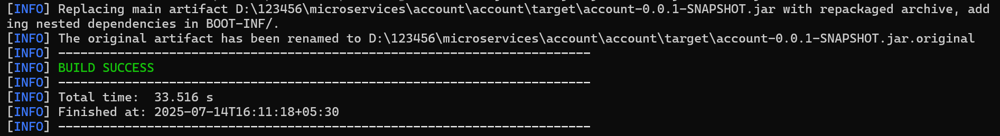 [INFO] Replacing main artifact D:\123456\microservices\account\account\target\account-0.0.1-SNAPSHOT.jar with repackaged archive, add
ing nested dependencies in BOOT-INF/.
[INFO] The original artifact has been renamed to D:\123456\microservices\account\account\target\account-0.0.1-SNAPSHOT.jar.original
[INFO] ------------------------------------------------------------------------
[INFO] BUILD SUCCESS
[INFO] ------------------------------------------------------------------------
[INFO] Total time:  33.516 s
[INFO] Finished at: 2025-07-14T16:11:18+05:30
[INFO] ------------------------------------------------------------------------